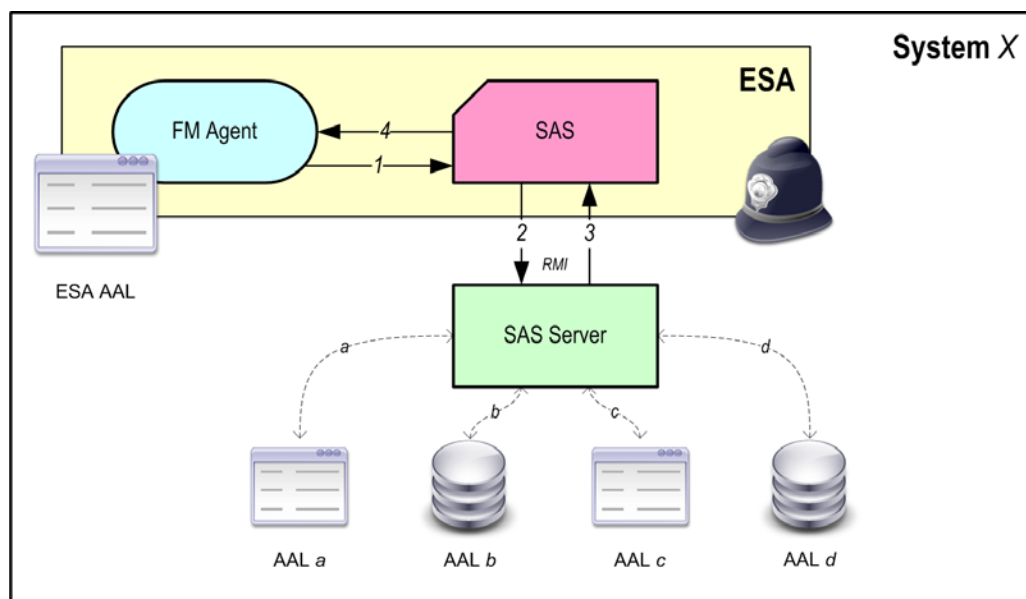 System X
ESA
FM Agent
SAS
4
1
2
3
RMI
ESA AAL
SAS Server
a
d
b
c
AAL a
AAL b
AAL c
AAL d